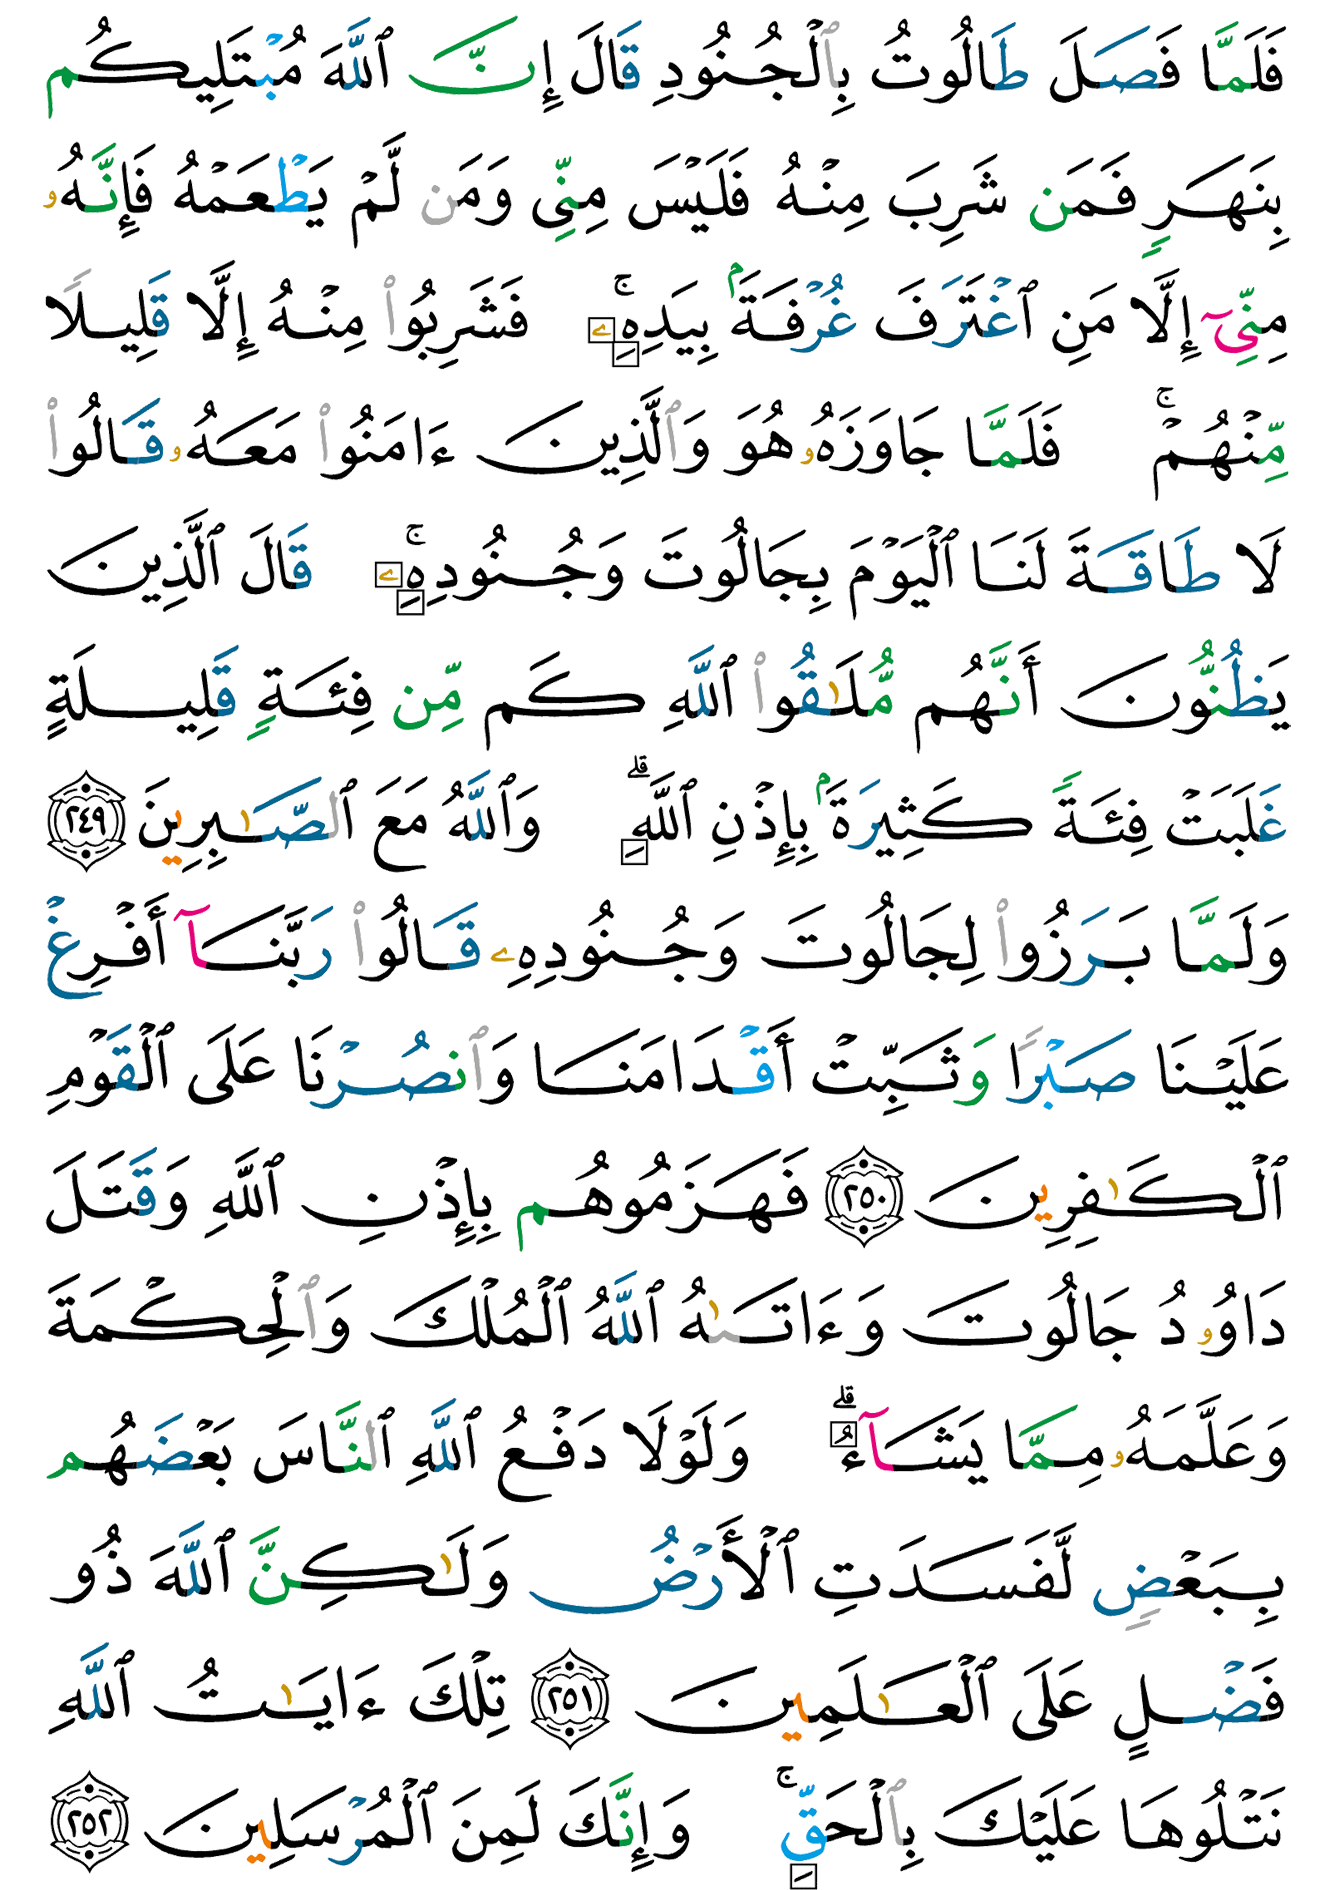 فَلَمَّا فَصَلَ طَالُوتُ بِٱلْجُنُودِ قَالَ إِنَّ ٱللَّهَ مُبْتَلِيكُم
بِنَهَرٍ فَمَن شَرِبَ مِنْهُ فَلَيْسَ مِنِّي وَمَن لَّمْ يَطْعَمْهُ فَإِنَّهُۥ
مِنِّيٓ إِلَّا مَنِ ٱغْتَرَفَ غُرْفَةَۢ بِيَدِهِۦۚ فَشَرِبُوا۟ مِنْهُ إِلَّا قَلِيلًا
مِّنْهُمْۚ فَلَمَّا جَاوَزَهُۥ هُوَ وَٱلَّذِينَ ءَامَنُوا۟ مَعَهُۥ قَالُوا۟
لَا طَاقَةَ لَنَا ٱلْيَوْمَ بِجَالُوتَ وَجُنُودِهِۦۚ قَالَ ٱلَّذِينَ
يَظُنُّونَ أَنَّهُم مُّلَٰقُوا۟ ٱللَّهِ كَم مِّن فِئَةٍ قَلِيلَةٍ
غَلَبَتْ فِئَةً كَثِيرَةَۢ بِإِذْنِ ٱللَّهِۗ وَٱللَّهُ مَعَ ٱلصَّٰبِرِينَ ٢٤٩
وَلَمَّا بَرَزُوا۟ لِجَالُوتَ وَجُنُودِهِۦ قَالُوا۟ رَبَّنَآ أَفْرِغْ
عَلَيْنَا صَبْرًا وَثَبِّتْ أَقْدَامَنَا وَٱنصُرْنَا عَلَى ٱلْقَوْمِ
ٱلْكَٰفِرِينَ ٢٥٠ فَهَزَمُوهُم بِإِذْنِ ٱللَّهِ وَقَتَلَ
دَاوُۥدُ جَالُوتَ وَءَاتَىٰهُ ٱللَّهُ ٱلْمُلْكَ وَٱلْحِكْمَةَ
وَعَلَّمَهُۥ مِمَّا يَشَآءُۗ وَلَوْلَا دَفْعُ ٱللَّهِ ٱلنَّاسَ بَعْضَهُم
بِبَعْضٍ لَّفَسَدَتِ ٱلْأَرْضُ وَلَٰكِنَّ ٱللَّهَ ذُو
فَضْلٍ عَلَى ٱلْعَٰلَمِينَ ٢٥١ تِلْكَ ءَايَٰتُ ٱللَّهِ
نَتْلُوهَا عَلَيْكَ بِٱلْحَقِّۚ وَإِنَّكَ لَمِنَ ٱلْمُرْسَلِينَ ٢٥٢